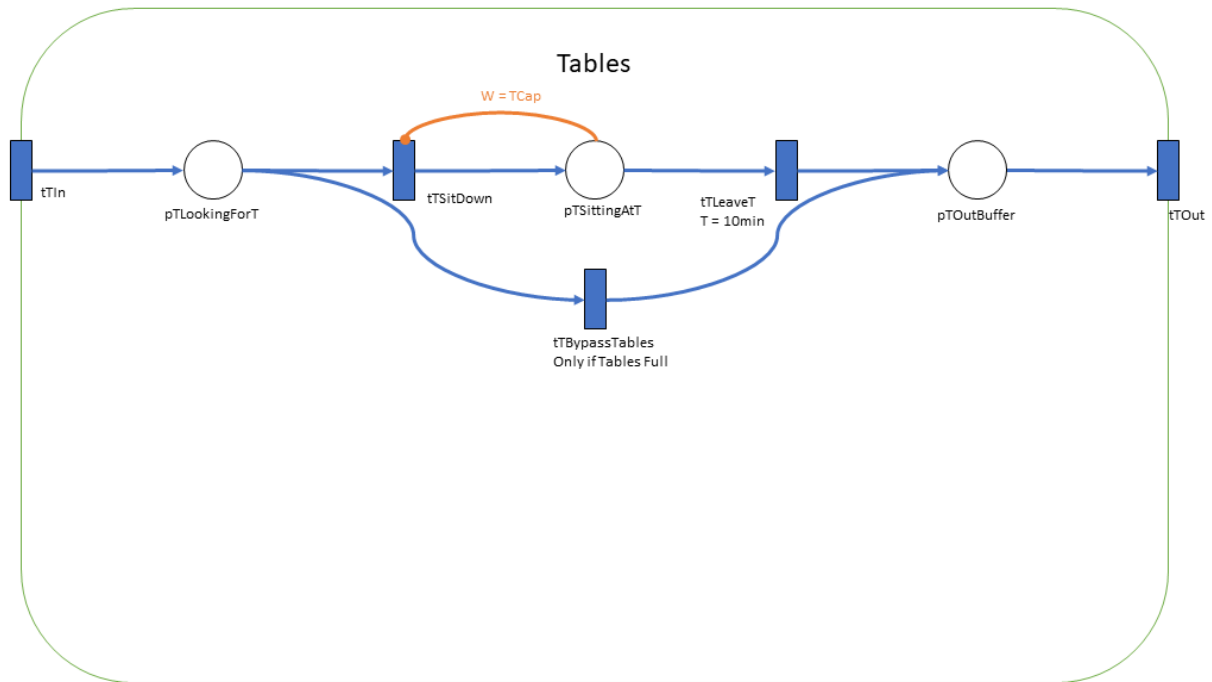 Tables
W = TCap
tTIn
pTLookingForT
tTSitDown
pTSittingAtT
tTLeaveT
T = 10min
pTOutBuffer
tTOut
tTBypassTables
Only if Tables Full